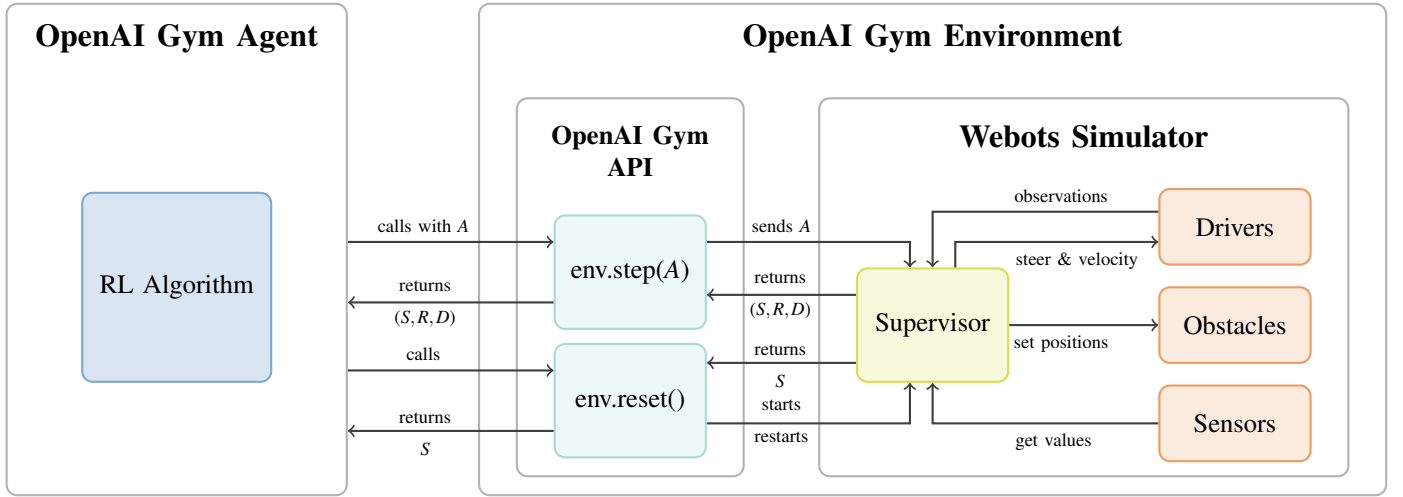 OpenAI Gym Agent
OpenAI Gym Environment
OpenAI Gym
API
Webots Simulator
RL Algorithm
calls with A
returns
(S,R,D)
calls
returns
S
env.step(A)
env.reset()
sends A
returns
(S,R,D)
returns
S
starts
restarts
Supervisor
observations
steer & velocity
set positions
get values
Drivers
Obstacles
Sensors